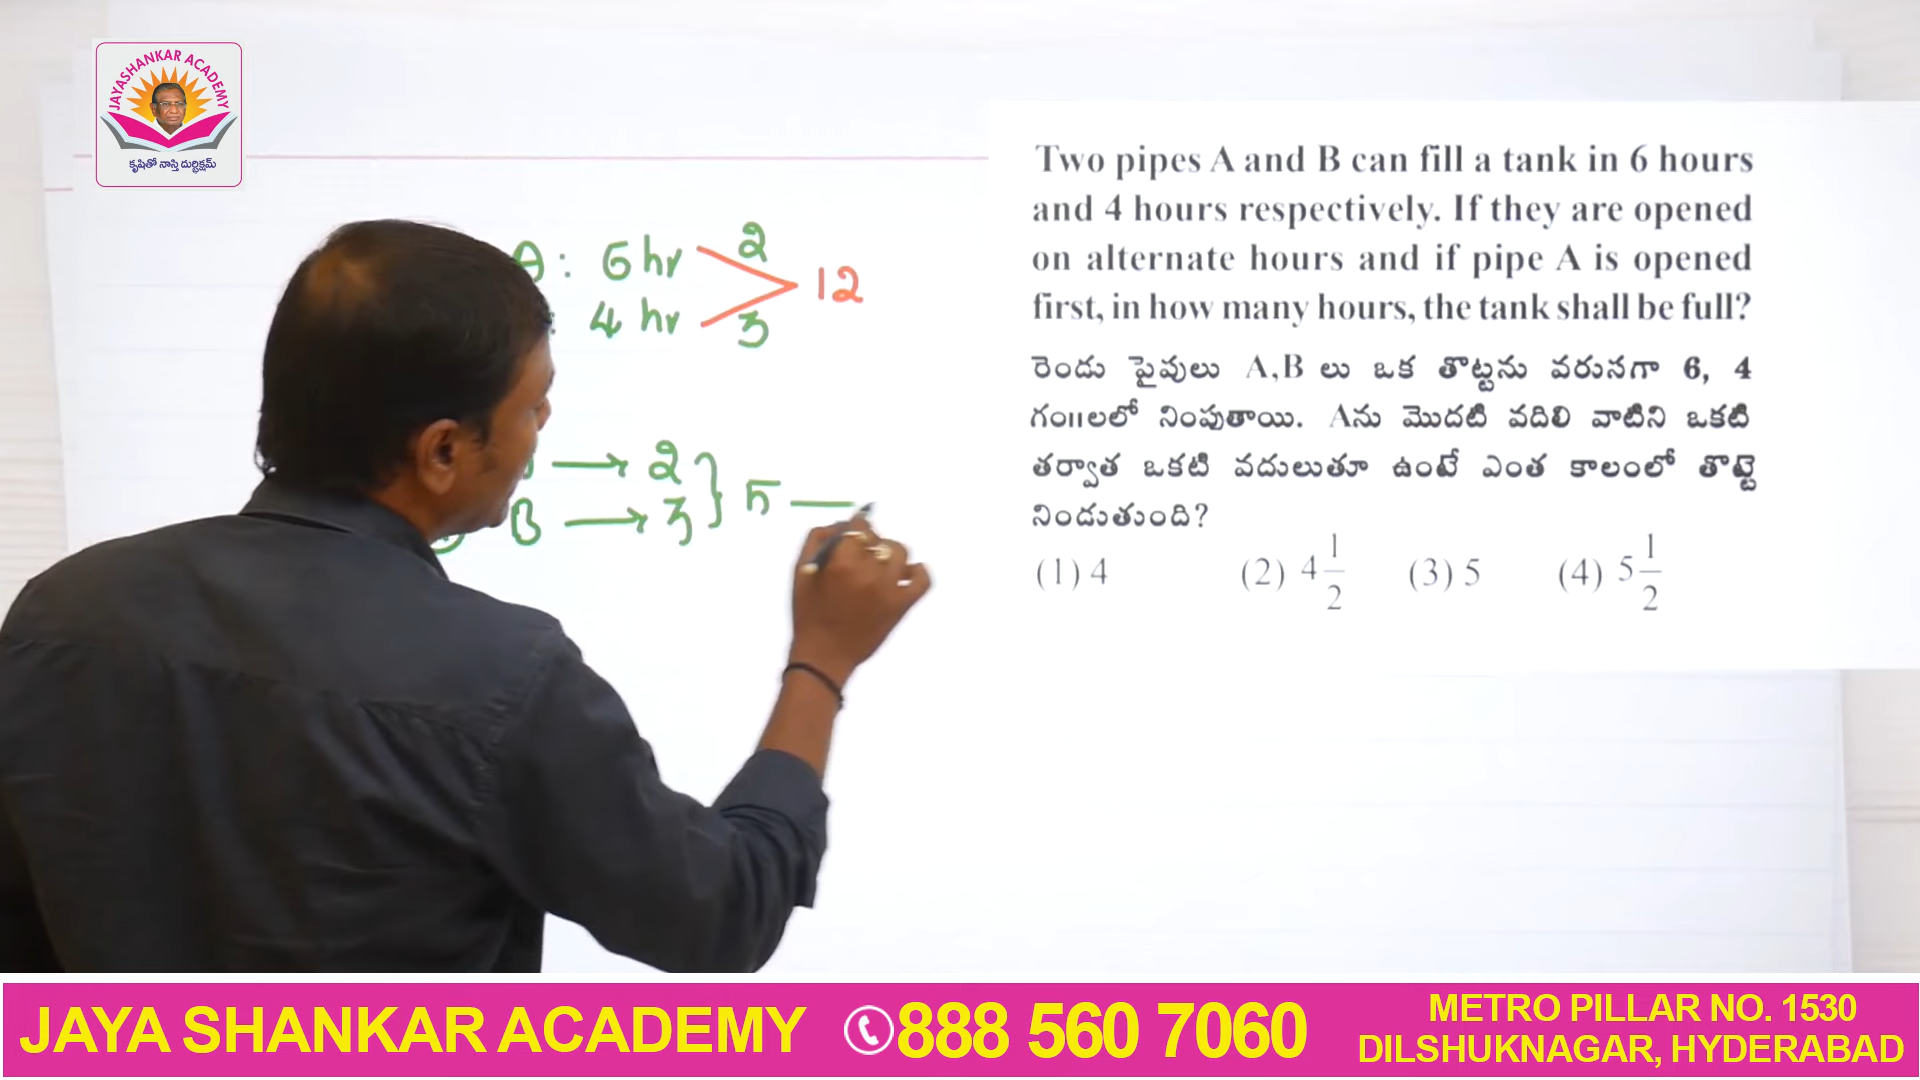 JAYASHANKAR ACADEMY
కృషితో నాస్తి దుర్భిక్షమ్
A : 6 hr 2
12
: 4 hr 3
→ 2
B → 3 } 5 —
Two pipes A and B can fill a tank in 6 hours
and 4 hours respectively. If they are opened
on alternate hours and if pipe A is opened
first, in how many hours, the tank shall be full?
రెండు పైపులు A,B లు ఒక తొట్టను వరుసగా 6, 4
గంııలలో నింపుతాయి. Aను మొదటి వదిలి వాటిని ఒకటి
తర్వాత ఒకటి వదులుతూ ఉంటే ఎంత కాలంలో తొట్టె
నిండుతుంది?
(1) 4 (2) 4 1/2 (3) 5 (4) 5 1/2
JAYA SHANKAR ACADEMY 888 560 7060
METRO PILLAR NO. 1530
DILSHUKNAGAR, HYDERABAD